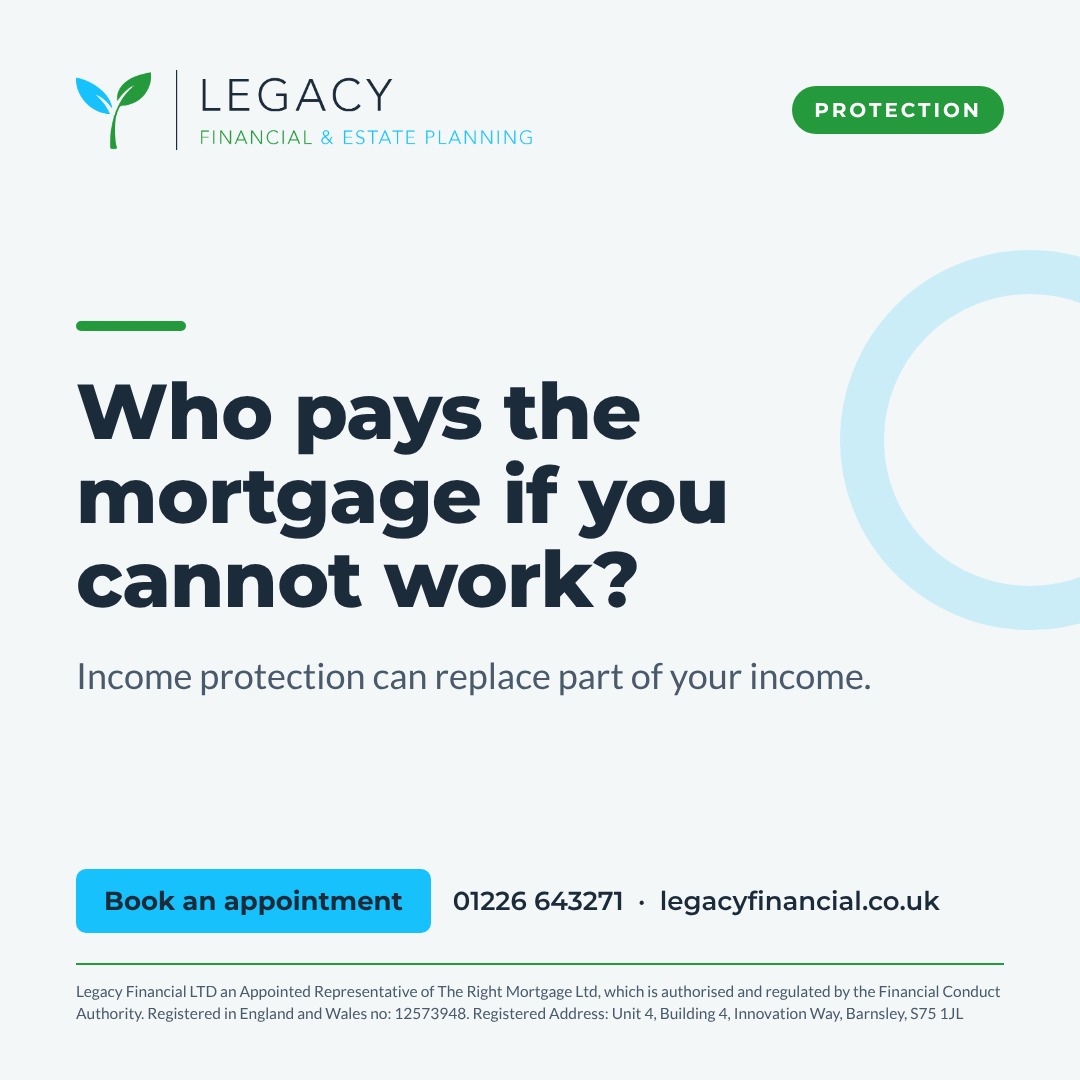 LEGACY
FINANCIAL & ESTATE PLANNING
PROTECTION
Who pays the
mortgage if you
cannot work?
Income protection can replace part of your income.
Book an appointment
01226 643271 · legacyfinancial.co.uk
Legacy Financial LTD an Appointed Representative of The Right Mortgage Ltd, which is authorised and regulated by the Financial Conduct
Authority. Registered in England and Wales no: 12573948. Registered Address: Unit 4, Building 4, Innovation Way, Barnsley, S75 1JL